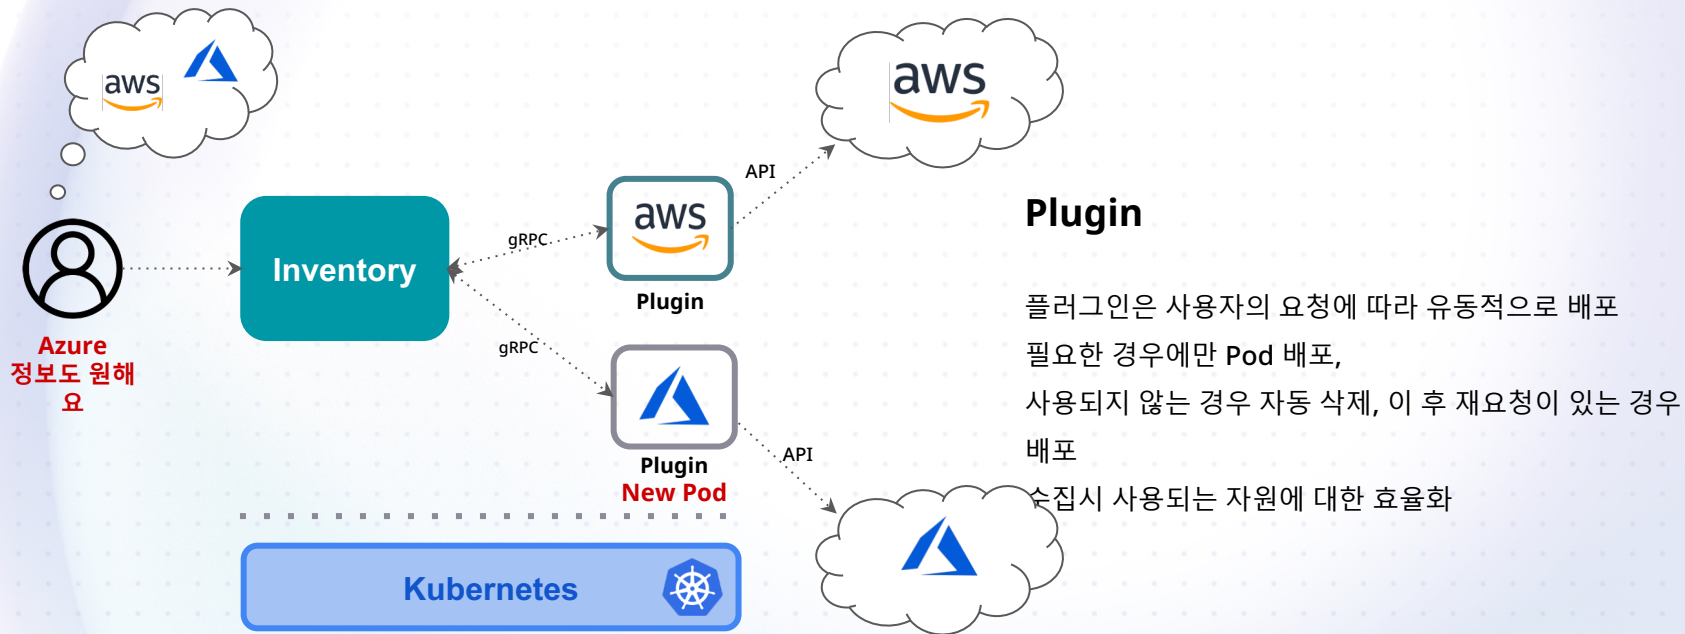 aws
aws
API
Plugin
gRPC
aws
Inventory
Plugin
플러그인은 사용자의 요청에 따라 유동적으로 배포
필요한 경우에만 Pod 배포,
사용되지 않는 경우 자동 삭제, 이 후 재요청이 있는 경우
배포
수집시 사용되는 자원에 대한 효율화
Azure
정보도 원해
요
gRPC
Plugin
New Pod
API
Kubernetes